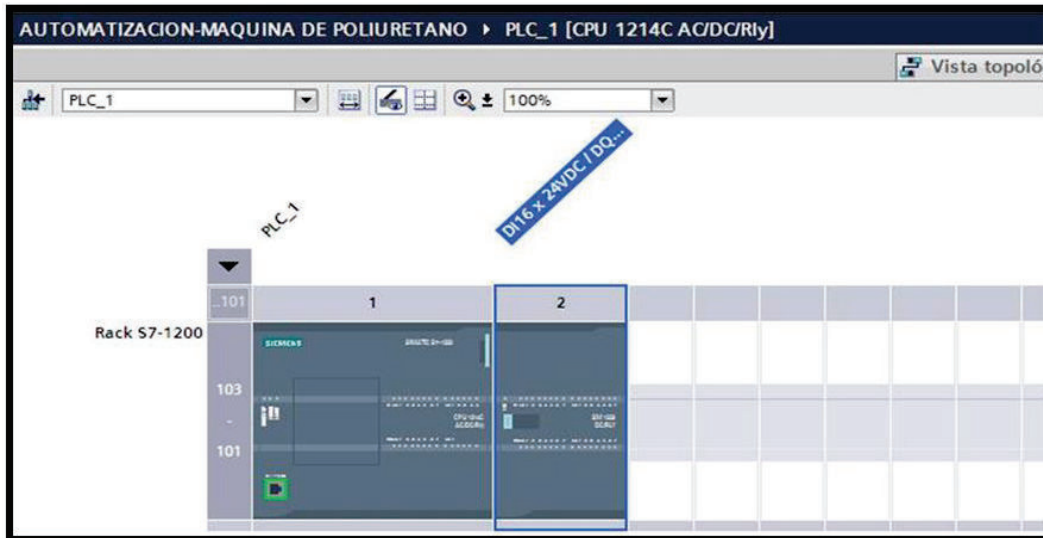 AUTOMATIZACION-MAQUINA DE POLIURETANO ▸ PLC_1 [CPU 1214C AC/DC/Rly]
Vista topoló
PLC_1
100%
PLC_1
DI16 x 24VDC / DQ...
..101
1
2
Rack S7-1200
SIEMENS
103
-
101